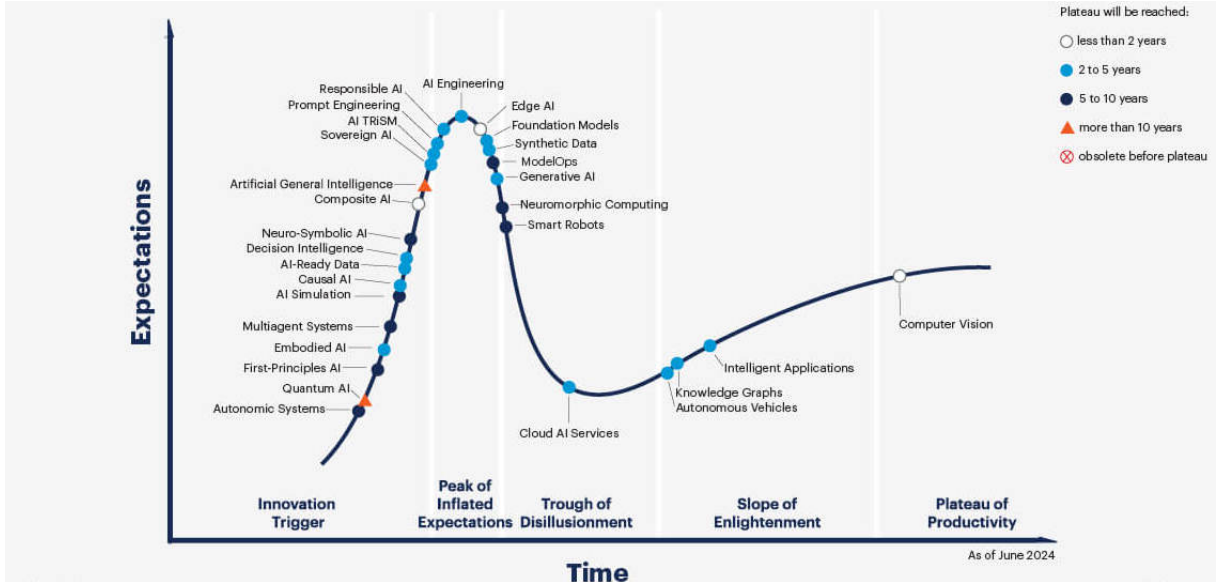 Plateau will be reached:
less than 2 years
2 to 5 years
5 to 10 years
more than 10 years
obsolete before plateau
Expectations
AI Engineering
Responsible AI
Prompt Engineering
AI TRiSM
Sovereign AI
Artificial General Intelligence
Composite AI
Neuro-Symbolic AI
Decision Intelligence
AI-Ready Data
Causal AI
AI Simulation
Multiagent Systems
Embodied AI
First-Principles AI
Quantum AI
Autonomic Systems
Edge AI
Foundation Models
Synthetic Data
ModelOps
Generative AI
Neuromorphic Computing
Smart Robots
Cloud AI Services
Intelligent Applications
Knowledge Graphs
Autonomous Vehicles
Computer Vision
Innovation
Trigger
Peak of
Inflated
Expectations
Trough of
Disillusionment
Slope of
Enlightenment
Plateau of
Productivity
As of June 2024
Time